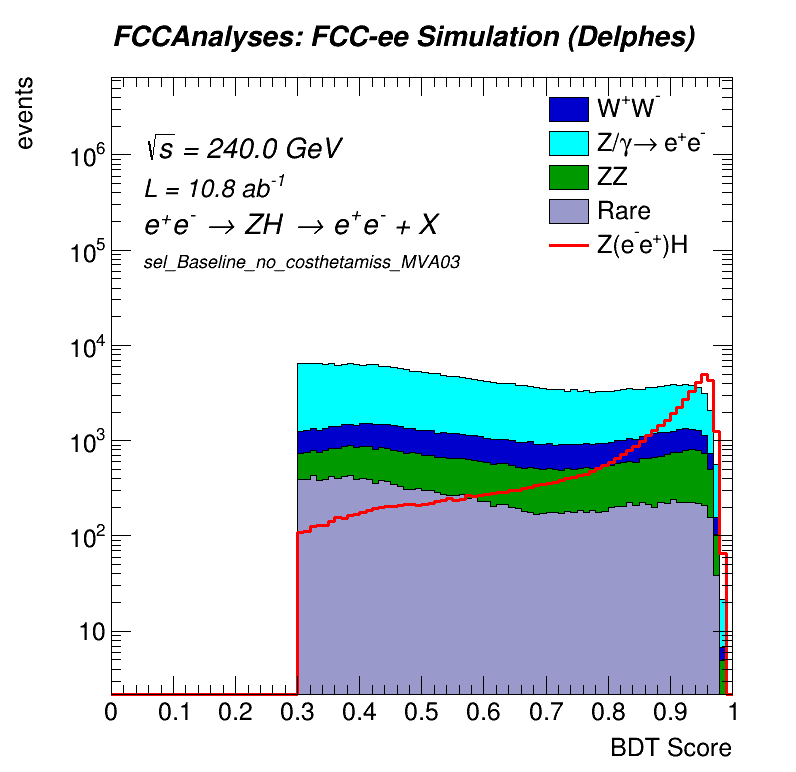 FCCAnalyses: FCC-ee Simulation (Delphes)
events
√s = 240.0 GeV
L = 10.8 ab⁻¹
e⁺e⁻ → ZH → e⁺e⁻ + X
sel_Baseline_no_costhetamiss_MVA03
W⁺W⁻
Z/γ→ e⁺e⁻
ZZ
Rare
Z(e⁻e⁺)H
10⁶
10⁵
10⁴
10³
10²
10
0 0.1 0.2 0.3 0.4 0.5 0.6 0.7 0.8 0.9 1
BDT Score